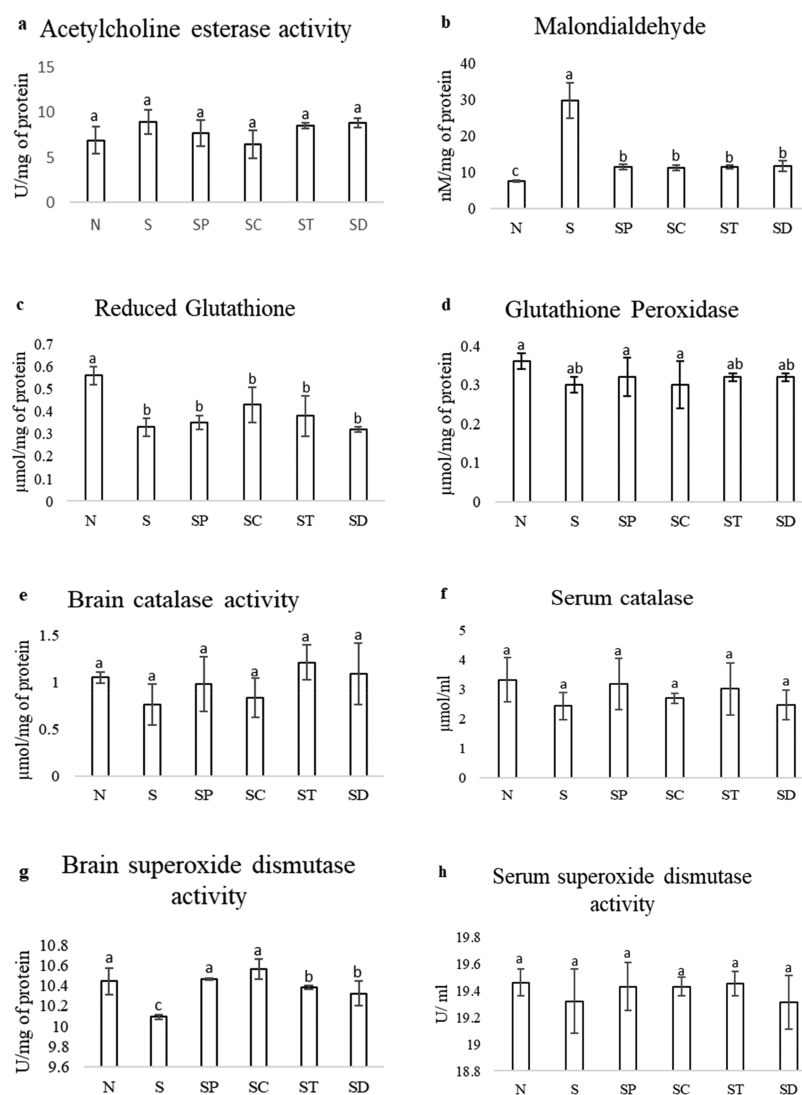 a Acetylcholine esterase activity
U/mg of protein
15
10
5
0
a a a a a a
N S SP SC ST SD
b Malondialdehyde
nM/mg of protein
40
30
20
10
0
c a b b b b
N S SP SC ST SD
c Reduced Glutathione
µmol/mg of protein
0.7
0.6
0.5
0.4
0.3
0.2
0.1
0
a b b b b b
N S SP SC ST SD
d Glutathione Peroxidase
µmol/mg of protein
0.4
0.3
0.2
0.1
0
a ab a a ab ab
N S SP SC ST SD
e Brain catalase activity
µmol/mg of protein
1.5
1
0.5
0
a a a a a a
N S SP SC ST SD
f Serum catalase
µmol/ml
5
4
3
2
1
0
a a a a a a
N S SP SC ST SD
g Brain superoxide dismutase
activity
U/mg of protein
10.8
10.6
10.4
10.2
10
9.8
9.6
a c a a b b
N S SP SC ST SD
h Serum superoxide dismutase
activity
U/ ml
19.8
19.6
19.4
19.2
19
18.8
a a a a a a
N S SP SC ST SD